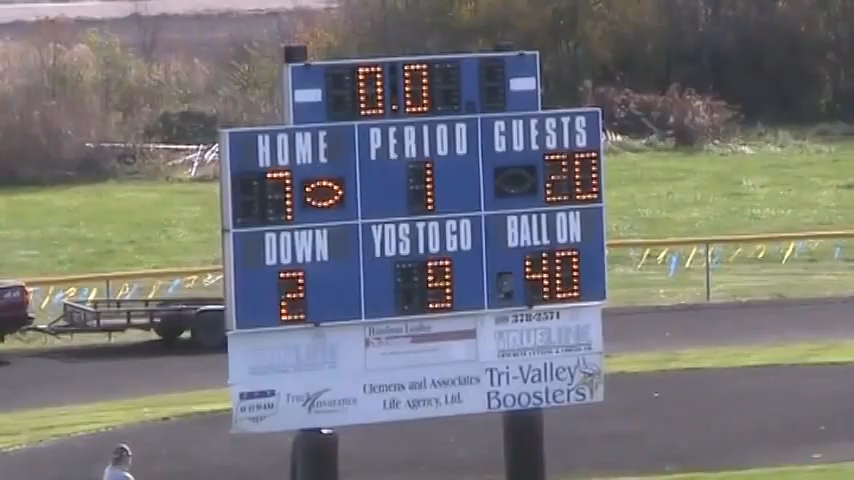 0.0
HOME PERIOD GUESTS
7 1 20
DOWN YDS TO GO BALL ON
2 9 40
378-2571
TRUELINE
Clemens and Associates
Life Agency, Ltd.
Tri-Valley
Boosters